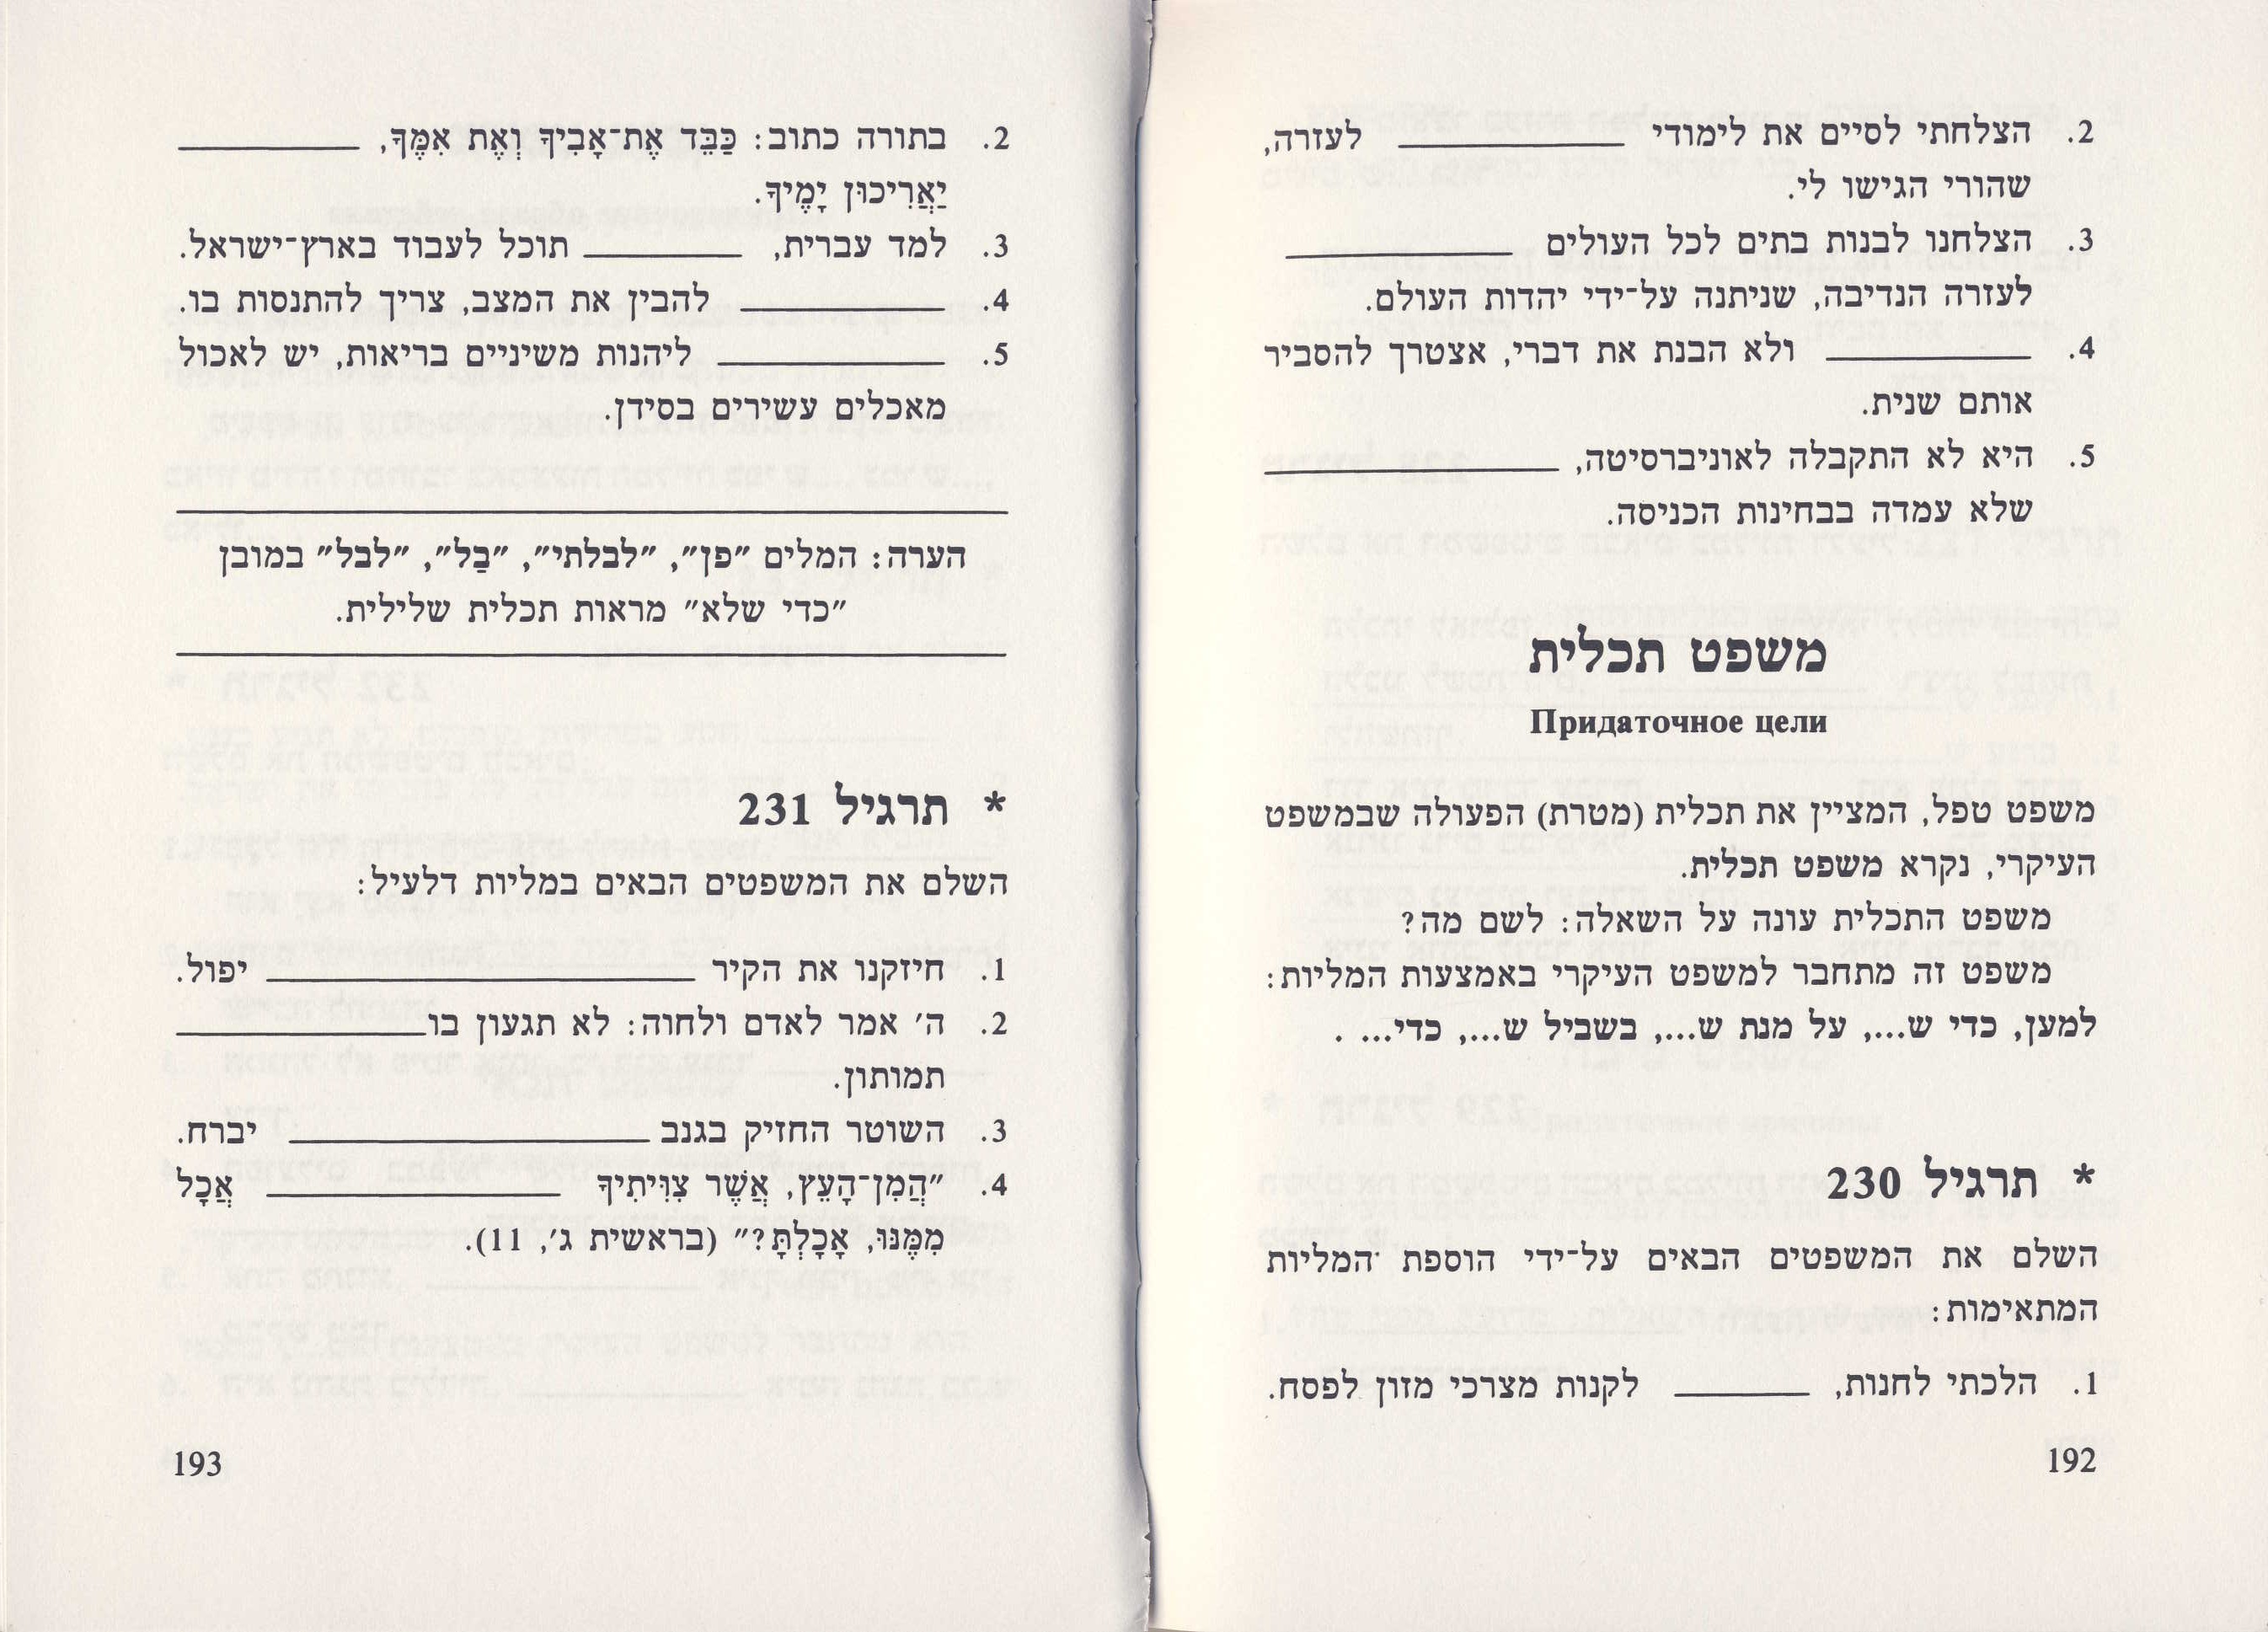 2. הצלחתי לסיים את לימודי ________ לעזרה,
שהורי הגישו לי.
3. הצלחנו לבנות בתים לכל העולים ________
לעזרה הנדיבה, שניתנה על־ידי יהדות העולם.
4. ________ ולא הבנת את דברי, אצטרך להסביר
אותם שנית.
5. היא לא התקבלה לאוניברסיטה, ________
שלא עמדה בבחינות הכניסה.
משפט תכלית
Придаточное цели
משפט טפל, המציין את תכלית (מטרת) הפעולה שבמשפט
העיקרי, נקרא משפט תכלית.
משפט התכלית עונה על השאלה: לשם מה?
משפט זה מתחבר למשפט העיקרי באמצעות המליות:
למען, כדי ש..., על מנת ש..., בשביל ש..., כדי... .
* תרגיל 230
השלם את המשפטים הבאים על־ידי הוספת המליות
המתאימות:
1. הלכתי לחנות, ________ לקנות מצרכי מזון לפסח.
192
2. בתורה כתוב: כַּבֵּד אֶת־אָבִיךָ וְאֶת אִמֶּךָ, ________
יַאֲרִיכוּן יָמֶיךָ.
3. למד עברית, ________ תוכל לעבוד בארץ־ישראל.
4. ________ להבין את המצב, צריך להתנסות בו.
5. ________ ליהנות משיניים בריאות, יש לאכול
מאכלים עשירים בסידן.
הערה: המלים "פן", "לבלתי", "בַל", "לבל" במובן
"כדי שלא" מראות תכלית שלילית.
* תרגיל 231
השלם את המשפטים הבאים במליות דלעיל:
1. חיזקנו את הקיר ________ יפול.
2. ה׳ אמר לאדם ולחוה: לא תגעון בו ________
תמותון.
3. השוטר החזיק בגנב ________ יברח.
4. "הֲמִן־הָעֵץ, אֲשֶׁר צִוִּיתִיךָ ________ אֲכָל
מִמֶּנּוּ, אָכָלְתָּ?" (בראשית ג׳, 11).
193